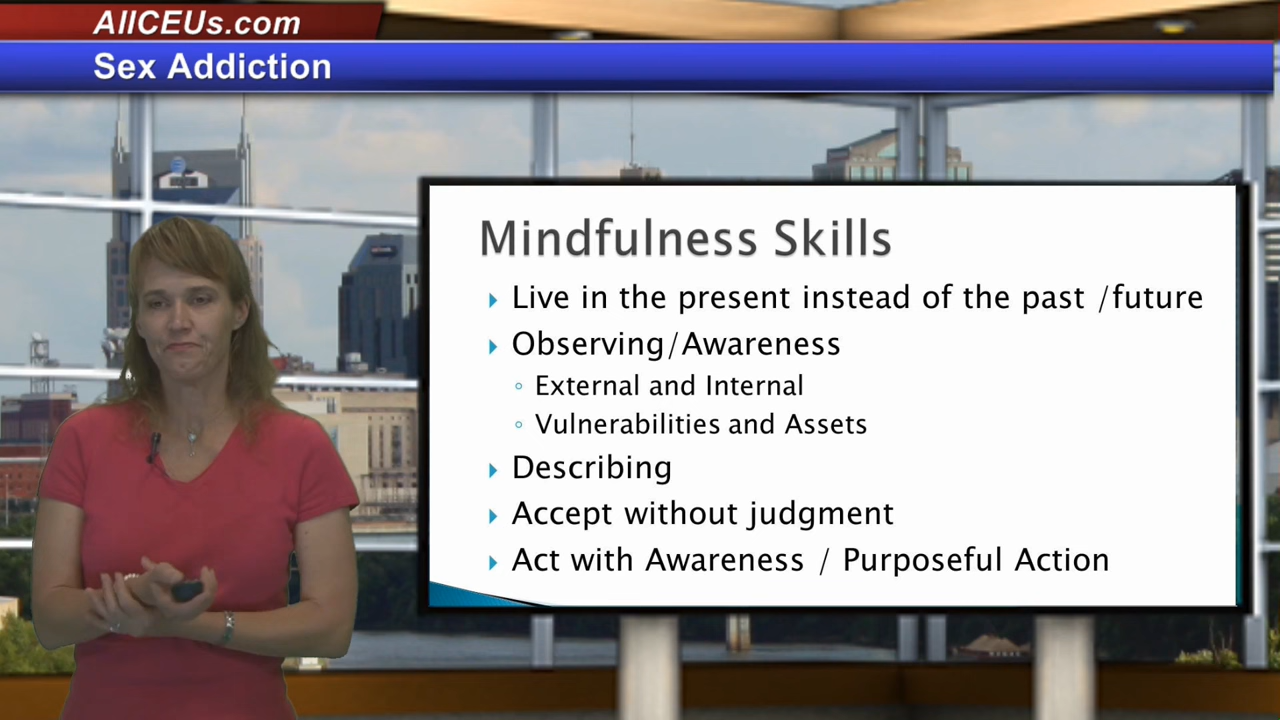 AllCEUs.com
Sex Addiction
Mindfulness Skills
Live in the present instead of the past /future
Observing/Awareness
External and Internal
Vulnerabilities and Assets
Describing
Accept without judgment
Act with Awareness / Purposeful Action